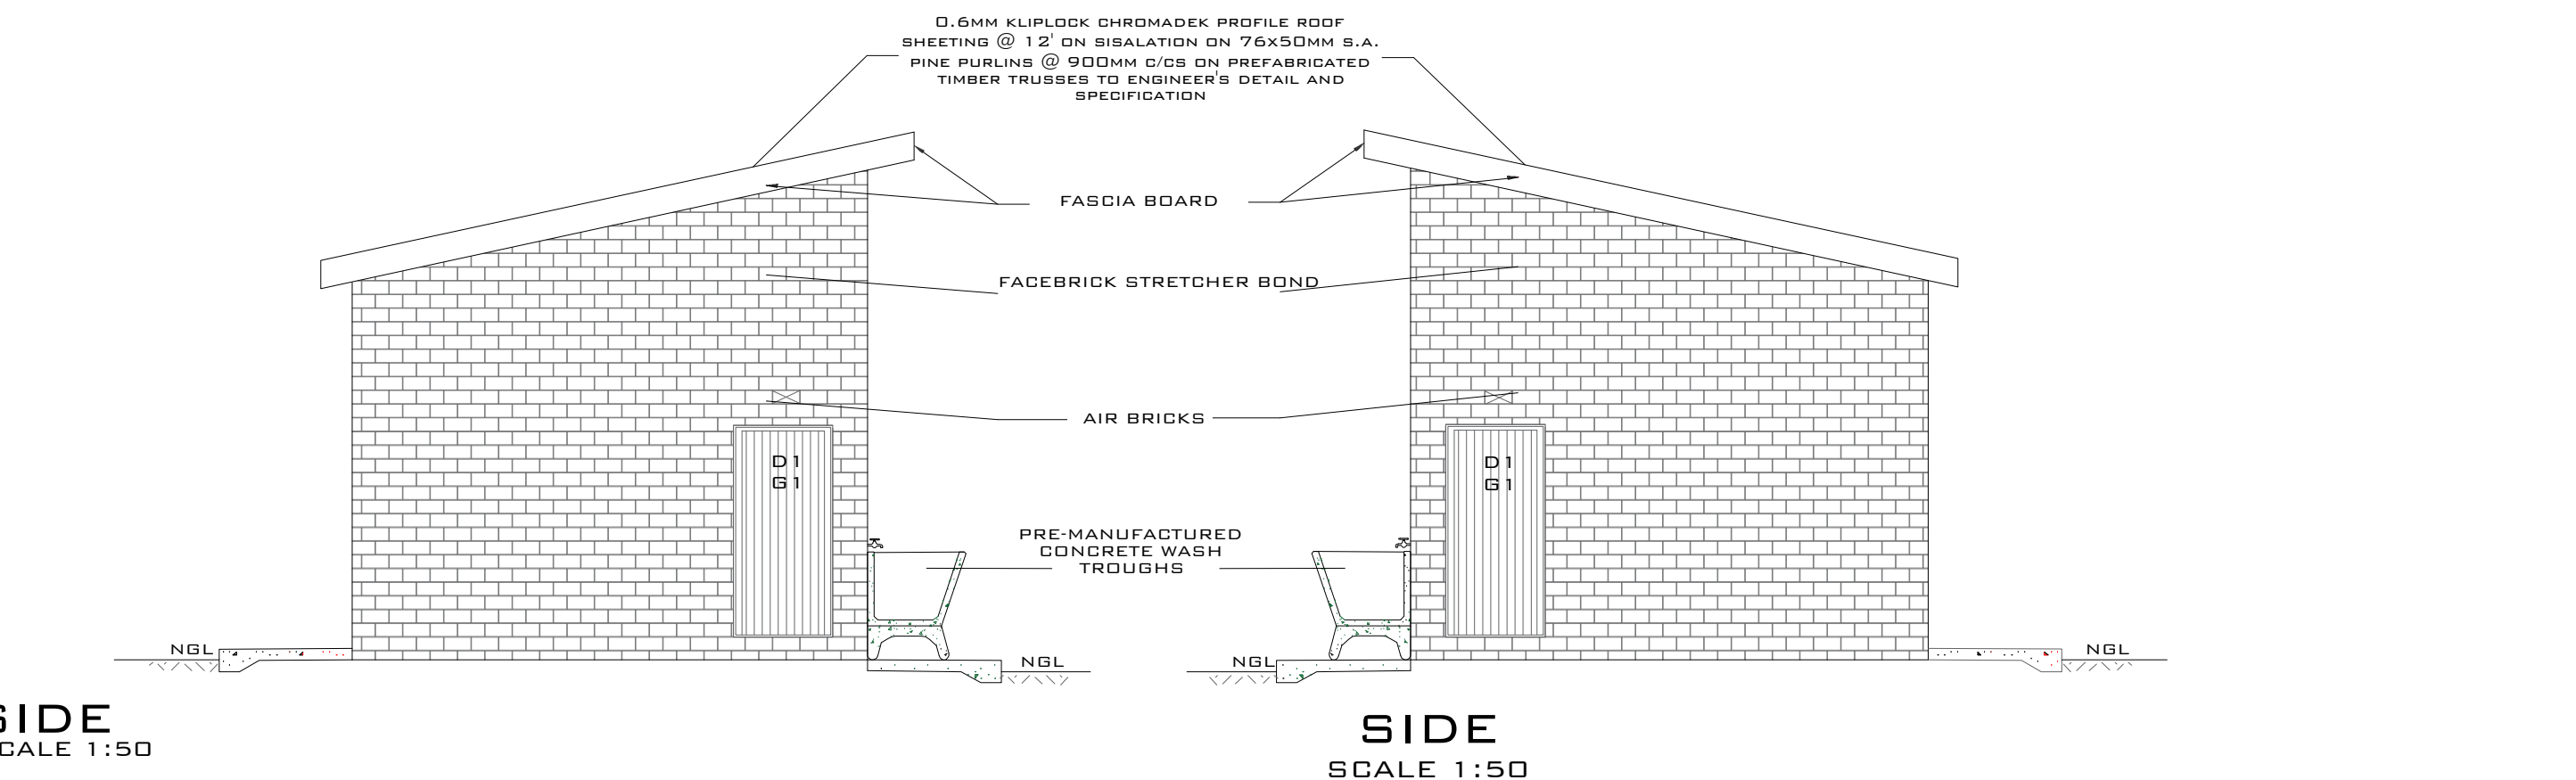 0.6MM KLIPLOCK CHROMADEK PROFILE ROOF
SHEETING @ 12' ON SISALATION ON 76X50MM S.A.
PINE PURLINS @ 900MM C/CS ON PREFABRICATED
TIMBER TRUSSES TO ENGINEER'S DETAIL AND
SPECIFICATION
FASCIA BOARD
FACEBRICK STRETCHER BOND
AIR BRICKS
D1
G1
D1
G1
PRE-MANUFACTURED
CONCRETE WASH
TROUGHS
NGL
NGL
NGL
NGL
SIDE
CALE 1:50
SIDE
SCALE 1:50